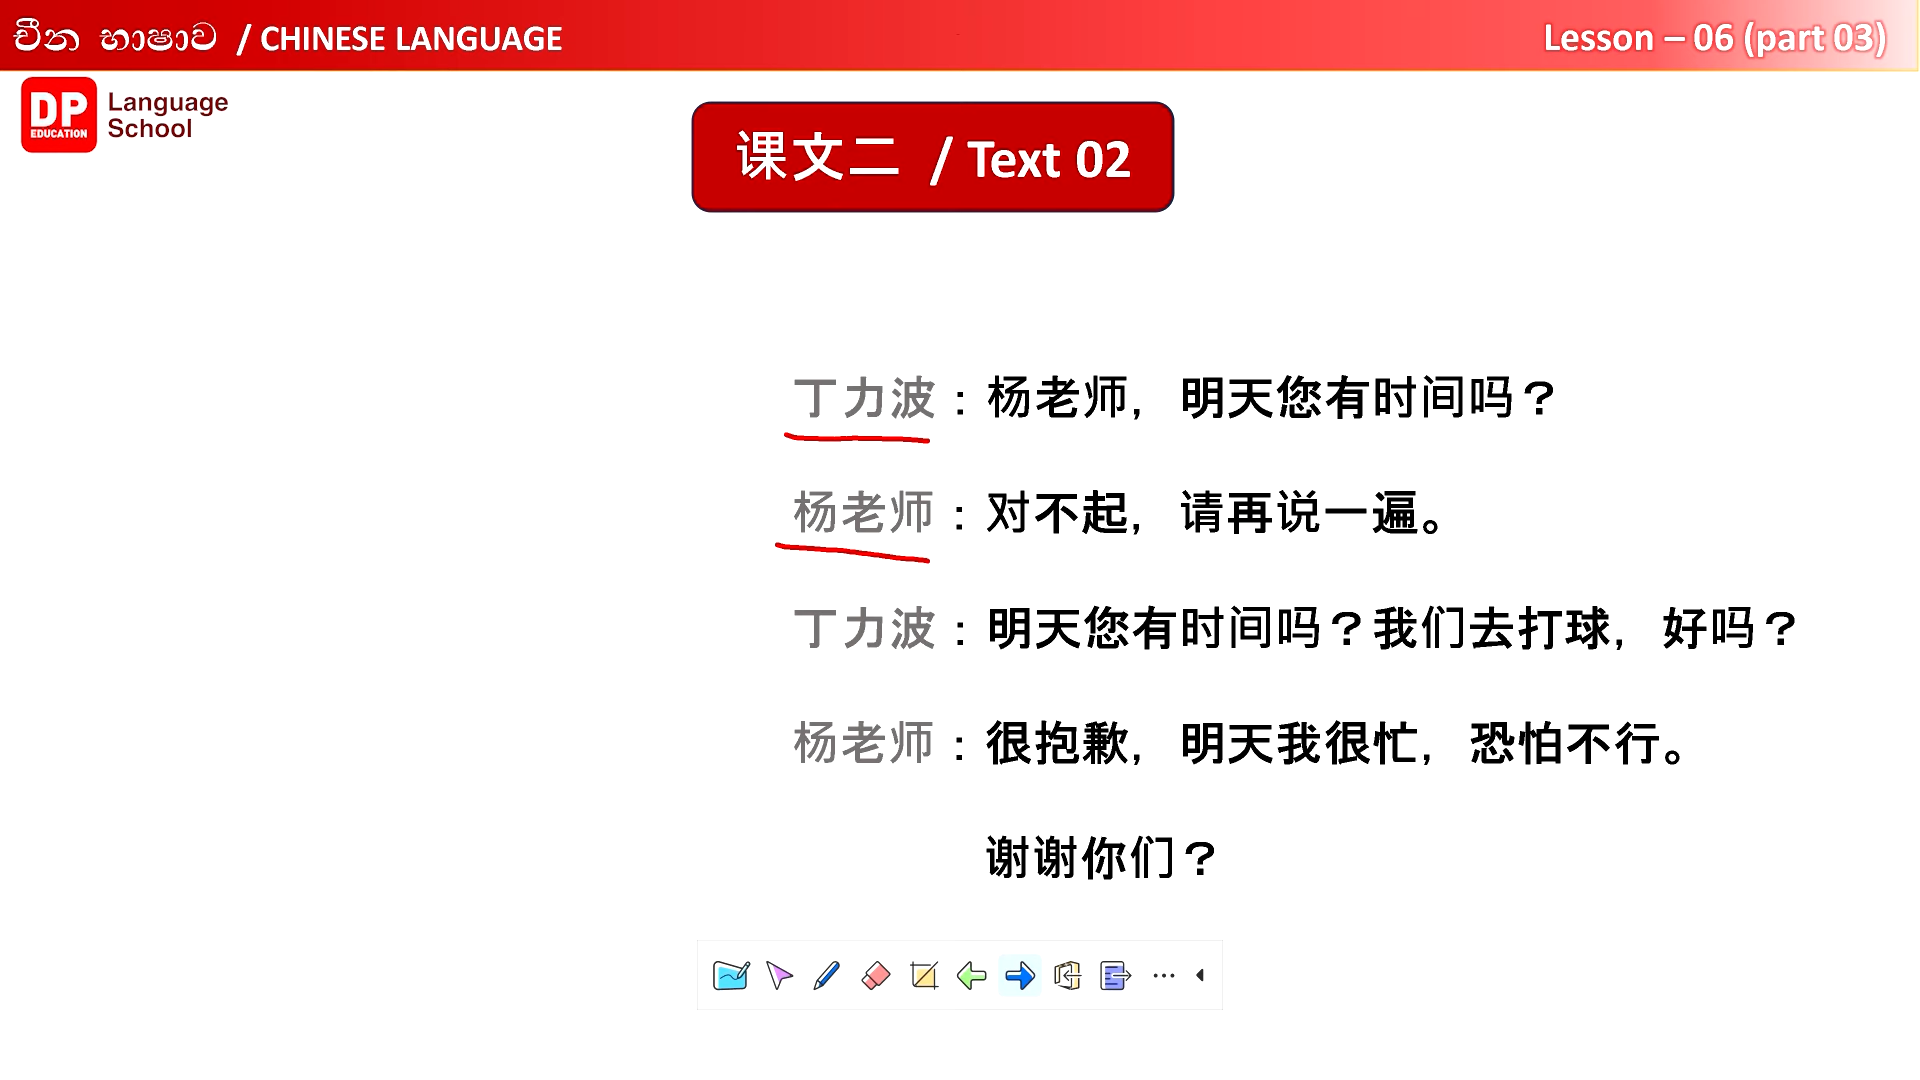 චීන භාෂාව / CHINESE LANGUAGE
Lesson – 06 (part 03)
DP
EDUCATION
Language
School
课文二 / Text 02
丁力波：杨老师，明天您有时间吗？
杨老师：对不起，请再说一遍。
丁力波：明天您有时间吗？我们去打球，好吗？
杨老师：很抱歉，明天我很忙，恐怕不行。
谢谢你们？